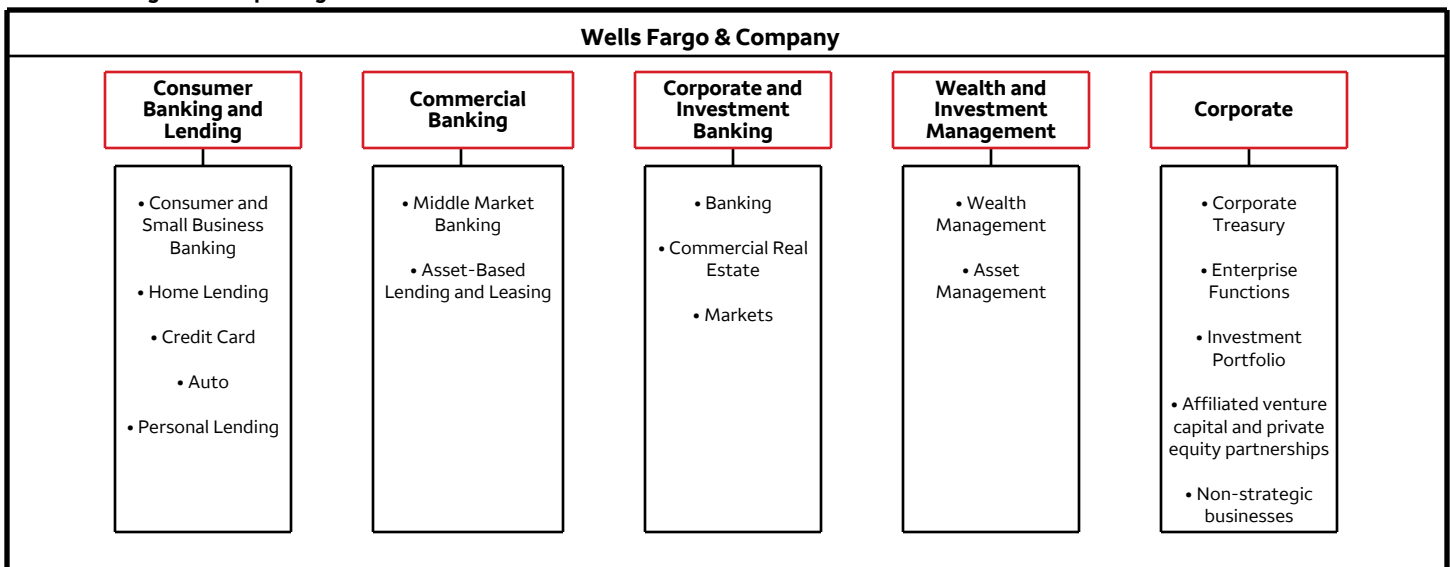 Wells Fargo & Company
Consumer
Banking and
Lending
• Consumer and
Small Business
Banking
• Home Lending
• Credit Card
• Auto
• Personal Lending
Commercial
Banking
• Middle Market
Banking
• Asset-Based
Lending and Leasing
Corporate and
Investment
Banking
• Banking
• Commercial Real
Estate
• Markets
Wealth and
Investment
Management
• Wealth
Management
• Asset
Management
Corporate
• Corporate
Treasury
• Enterprise
Functions
• Investment
Portfolio
• Affiliated venture
capital and private
equity partnerships
• Non-strategic
businesses